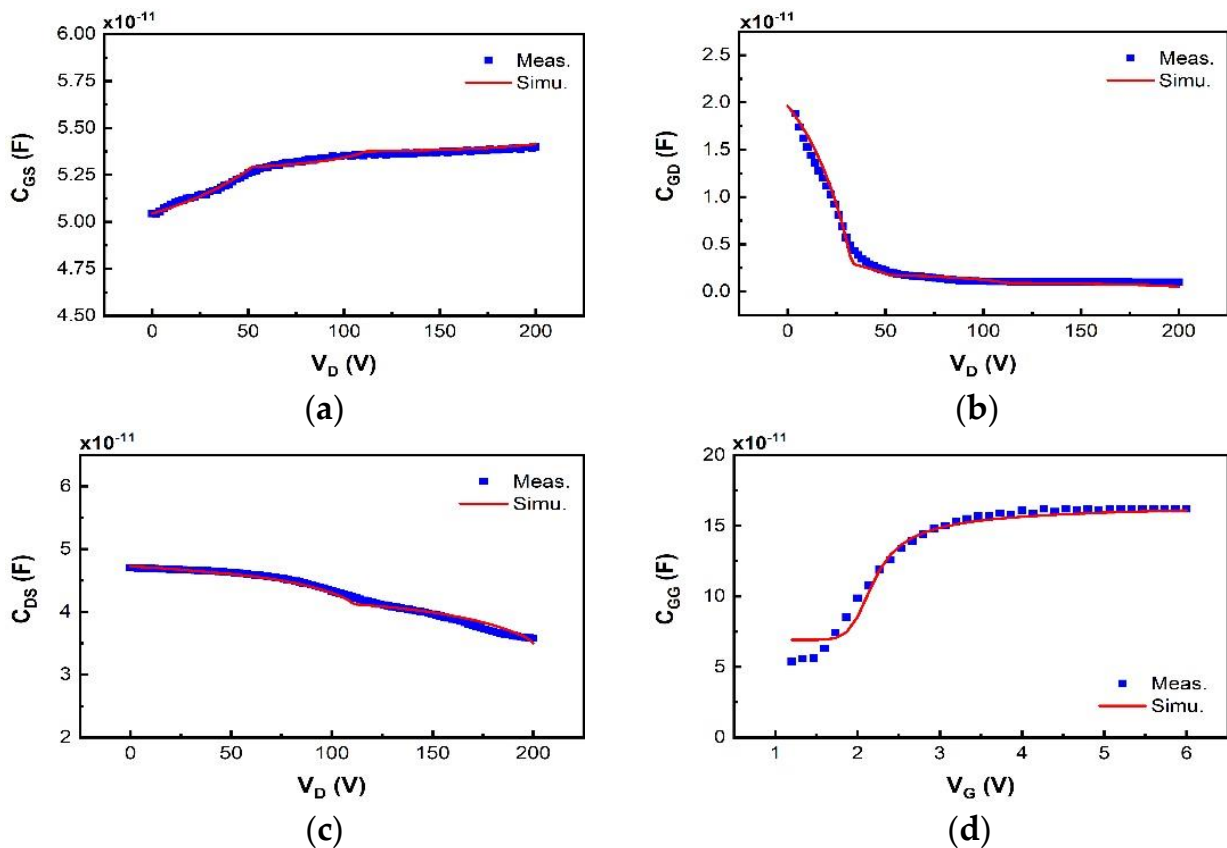 x10⁻¹¹
6.00
5.75
5.50
5.25
5.00
4.75
4.50
C_GS (F)
Meas.
Simu.
0 50 100 150 200
V_D (V)
(a)
x10⁻¹¹
2.5
2.0
1.5
1.0
0.5
0.0
C_GD (F)
Meas.
Simu.
0 50 100 150 200
V_D (V)
(b)
x10⁻¹¹
6
5
4
3
2
C_DS (F)
Meas.
Simu.
0 50 100 150 200
V_D (V)
(c)
x10⁻¹¹
20
15
10
5
0
C_GG (F)
Meas.
Simu.
1 2 3 4 5 6
V_G (V)
(d)